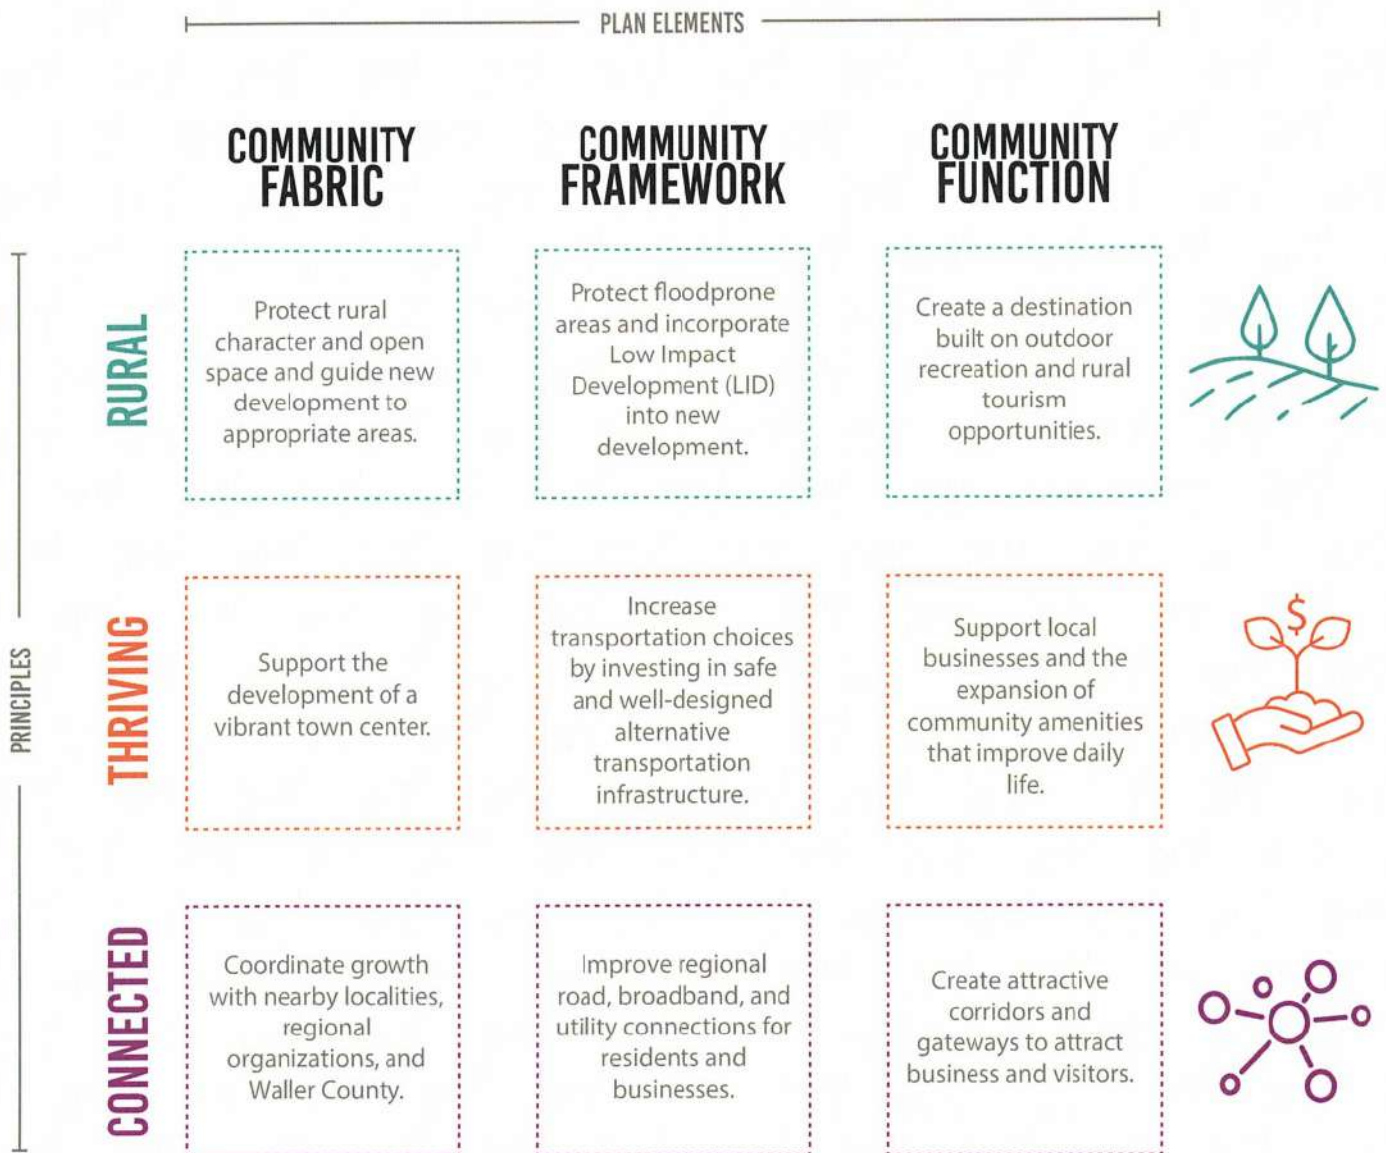 PLAN ELEMENTS
COMMUNITY
FABRIC
COMMUNITY
FRAMEWORK
COMMUNITY
FUNCTION
PRINCIPLES
RURAL
Protect rural
character and open
space and guide new
development to
appropriate areas.
Protect floodprone
areas and incorporate
Low Impact
Development (LID)
into new
development.
Create a destination
built on outdoor
recreation and rural
tourism
opportunities.
THRIVING
Support the
development of a
vibrant town center.
Increase
transportation choices
by investing in safe
and well-designed
alternative
transportation
infrastructure.
Support local
businesses and the
expansion of
community amenities
that improve daily
life.
$
CONNECTED
Coordinate growth
with nearby localities,
regional
organizations, and
Waller County.
Improve regional
road, broadband, and
utility connections for
residents and
businesses.
Create attractive
corridors and
gateways to attract
business and visitors.